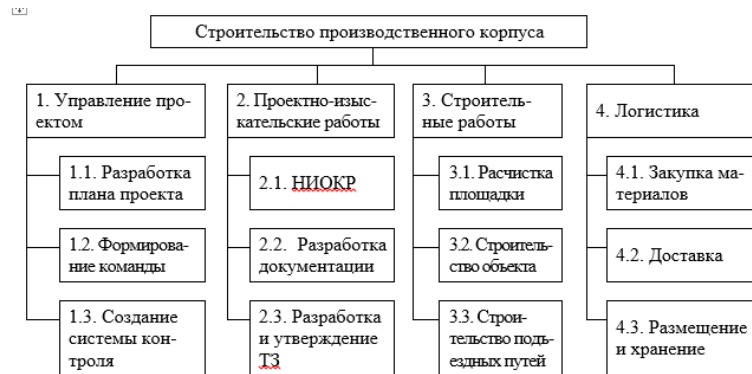 Строительство производственного корпуса
1. Управление про-
ектом
2. Проектно-изыс-
кательские работы
3. Строитель-
ные работы
4. Логистика
1.1. Разработка
плана проекта
2.1. НИОКР
3.1. Расчистка
площадки
4.1. Закупка ма-
териалов
1.2. Формирова-
ние команды
2.2. Разработка
документации
3.2. Строитель-
ство объекта
4.2. Доставка
1.3. Создание
системы кон-
троля
2.3. Разработка
и утверждение
ТЗ
3.3. Строи-
тельство подъ-
ездных путей
4.3. Размещение
и хранение